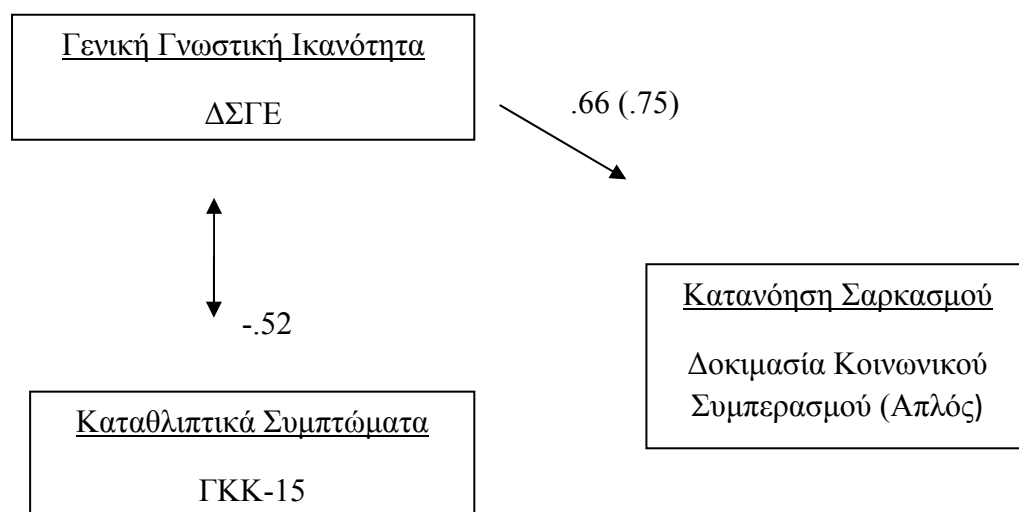 Γενική Γνωστική Ικανότητα
ΔΣΓΕ
.66 (.75)
-.52
Κατανόηση Σαρκασμού
Δοκιμασία Κοινωνικού
Συμπερασμού (Απλός)
Καταθλιπτικά Συμπτώματα
ΓΚΚ-15